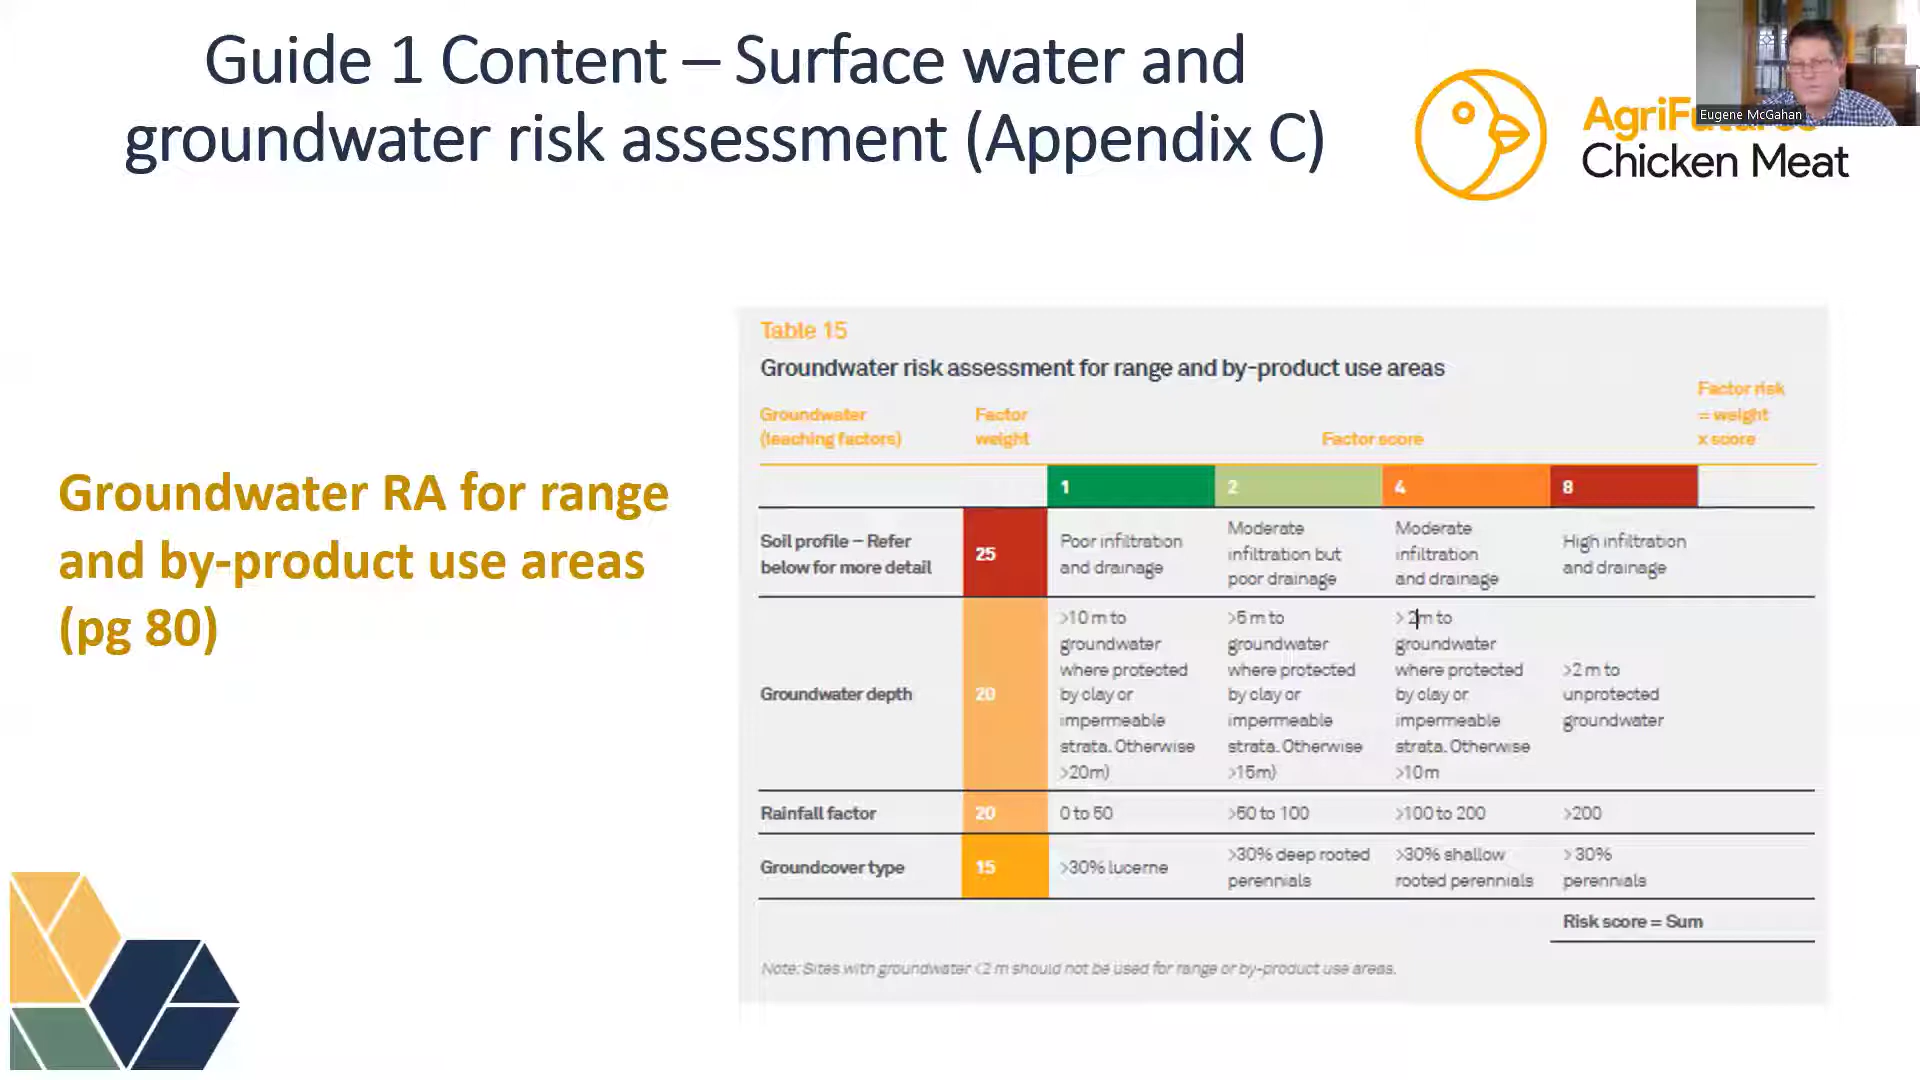 Guide 1 Content – Surface water and
groundwater risk assessment (Appendix C)
Eugene McGahan
Chicken Meat
Groundwater RA for range
and by-product use areas
(pg 80)
Table 15
Groundwater risk assessment for range and by-product use areas
Groundwater
(leaching factors)
Factor
weight
Factor score
Factor risk
= weight
x score
1
2
4
8
Soil profile – Refer
below for more detail
25
Poor infiltration
and drainage
Moderate
infiltration but
poor drainage
Moderate
infiltration
and drainage
High infiltration
and drainage
Groundwater depth
20
>10 m to
groundwater
where protected
by clay or
impermeable
strata. Otherwise
>20m)
>5 m to
groundwater
where protected
by clay or
impermeable
strata. Otherwise
>15m)
> 2m to
groundwater
where protected
by clay or
impermeable
strata. Otherwise
>10m
>2 m to
unprotected
groundwater
Rainfall factor
20
0 to 50
>50 to 100
>100 to 200
>200
Groundcover type
15
>30% lucerne
>30% deep rooted
perennials
>30% shallow
rooted perennials
> 30%
perennials
Risk score = Sum
Note: Sites with groundwater <2 m should not be used for range or by-product use areas.